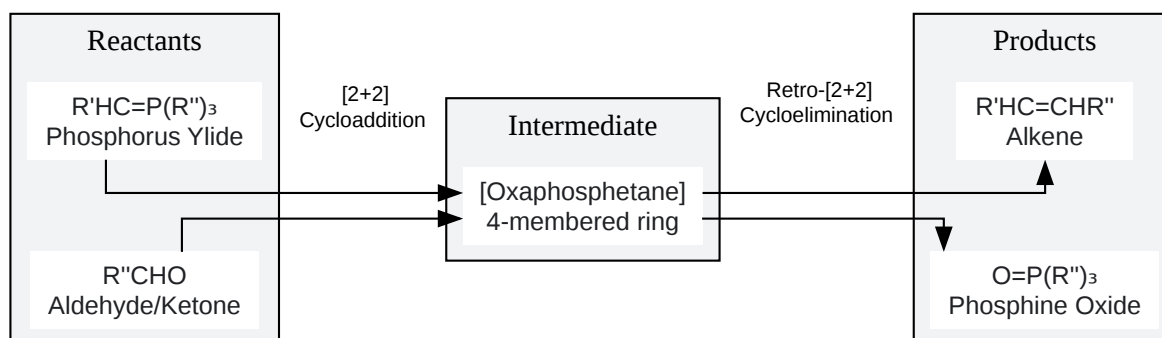 Reactants
R'HC=P(R'')₃
Phosphorus Ylide
R''CHO
Aldehyde/Ketone
[2+2]
Cycloaddition
Intermediate
[Oxaphosphetane]
4-membered ring
Retro-[2+2]
Cycloelimination
Products
R'HC=CHR''
Alkene
O=P(R'')₃
Phosphine Oxide